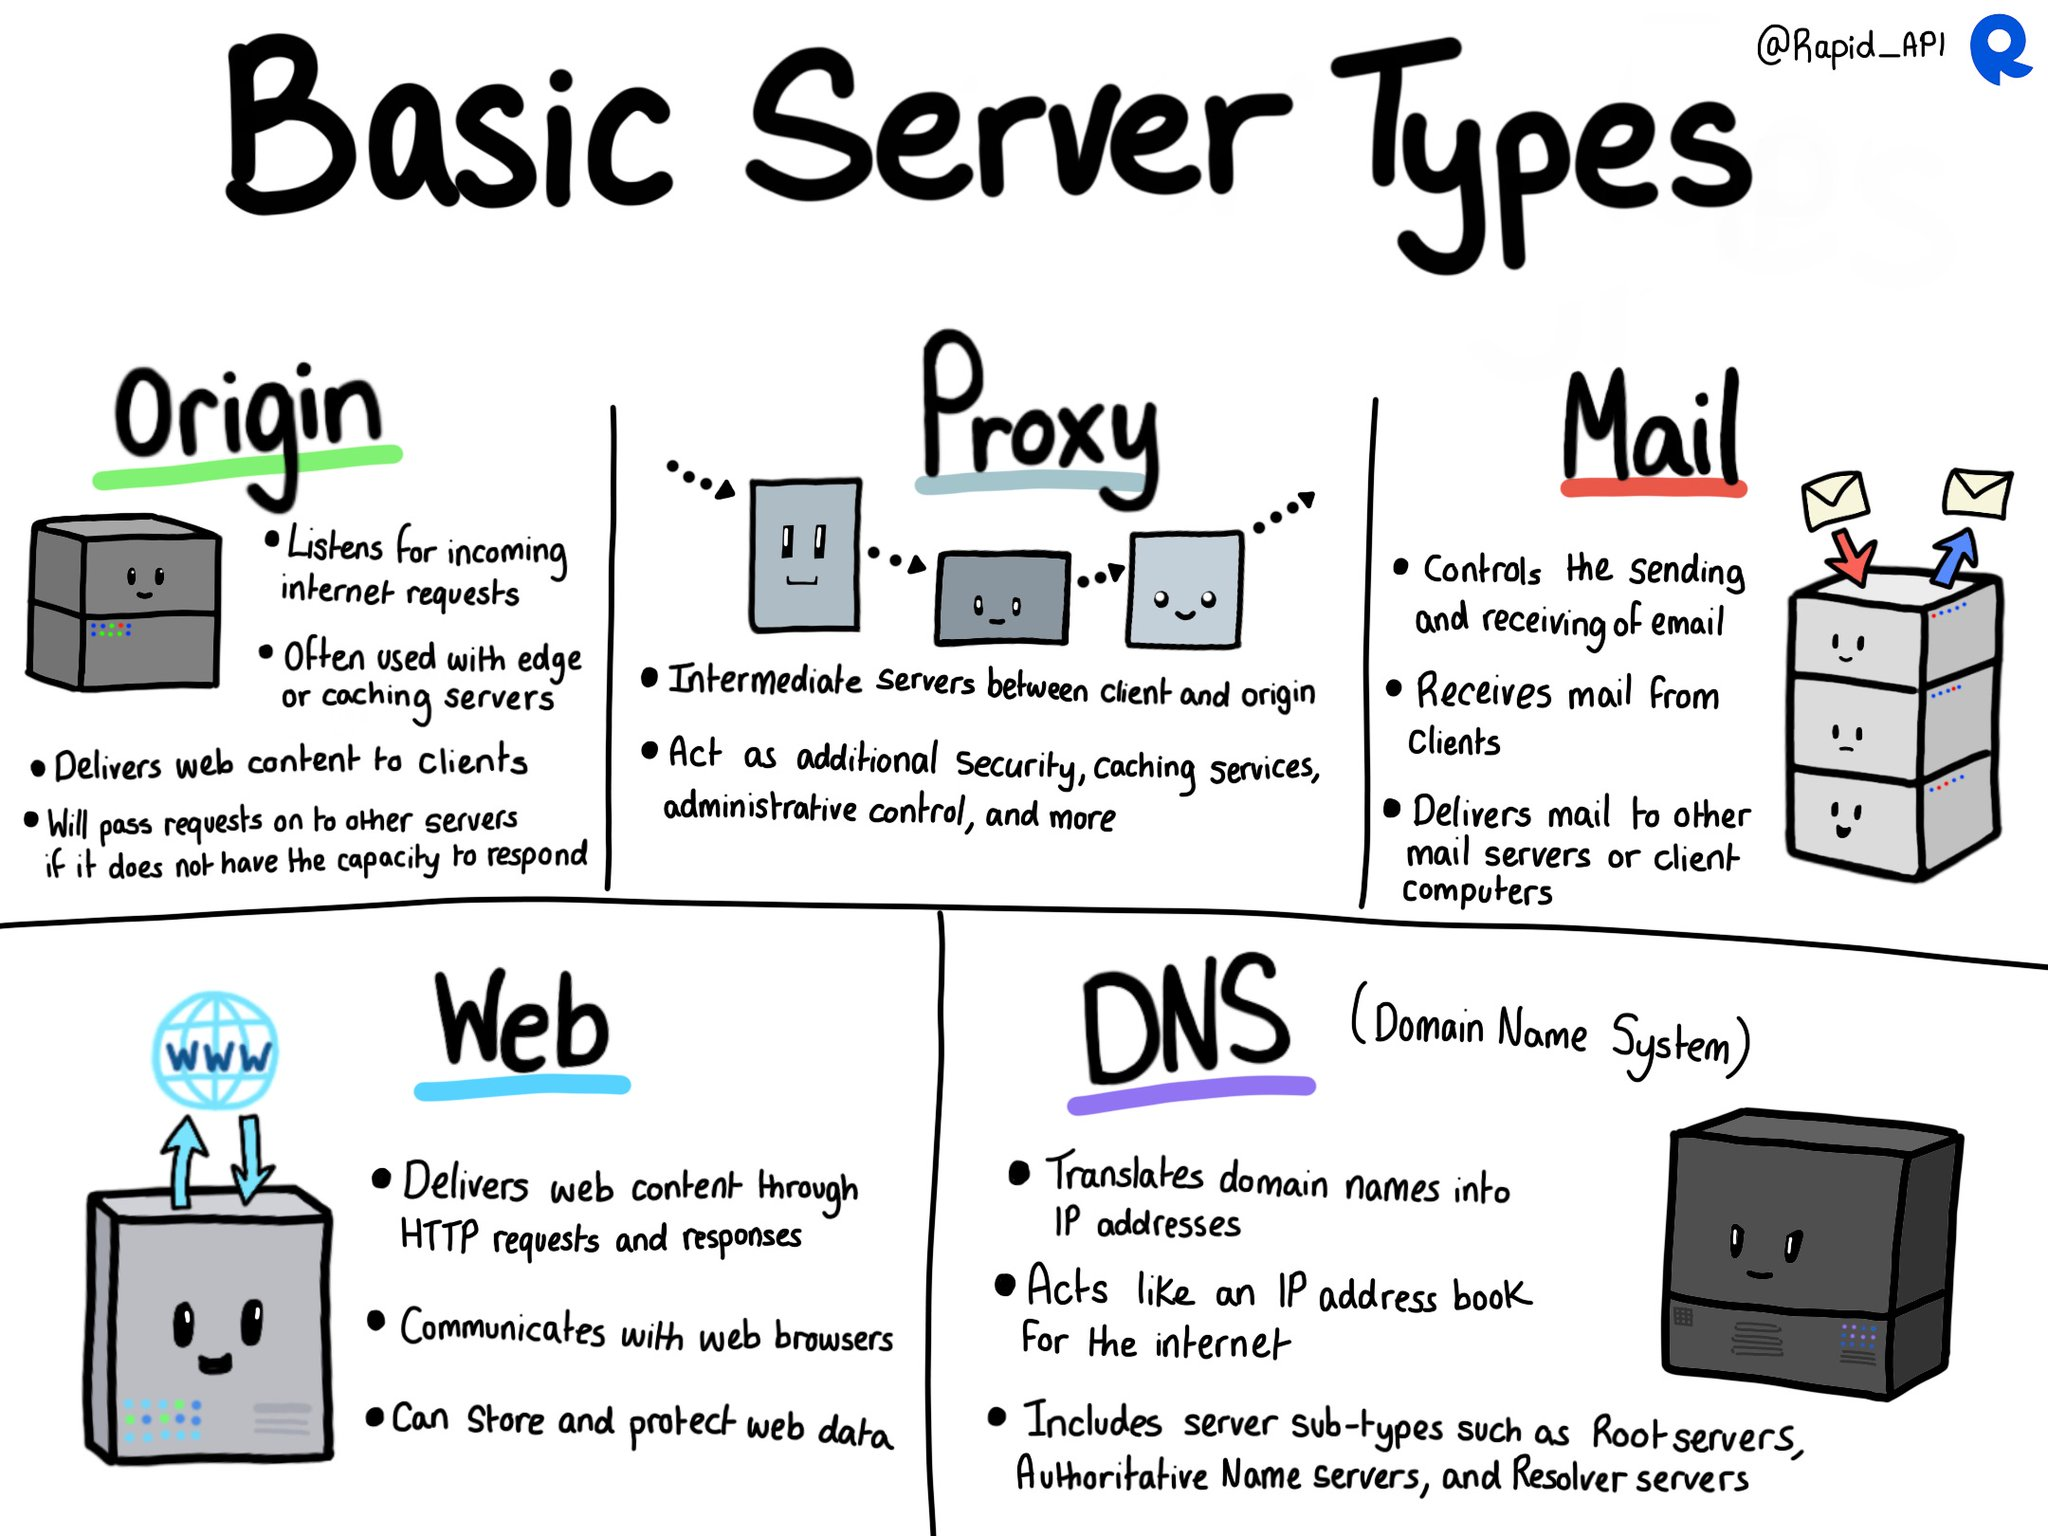 @Rapid_API
Basic Server Types
Origin
• Listens for incoming
internet requests
• Often used with edge
or caching servers
• Delivers web content to clients
• Will pass requests on to other servers
if it does not have the capacity to respond
Proxy
• Intermediate servers between client and origin
• Act as additional security, caching services,
administrative control, and more
Mail
• Controls the sending
and receiving of email
• Receives mail from
clients
• Delivers mail to other
mail servers or client
computers
Web
WWW
• Delivers web content through
HTTP requests and responses
• Communicates with web browsers
• Can store and protect web data
DNS (Domain Name System)
• Translates domain names into
IP addresses
• Acts like an IP address book
for the internet
• Includes server sub-types such as Root servers,
Authoritative Name servers, and Resolver servers